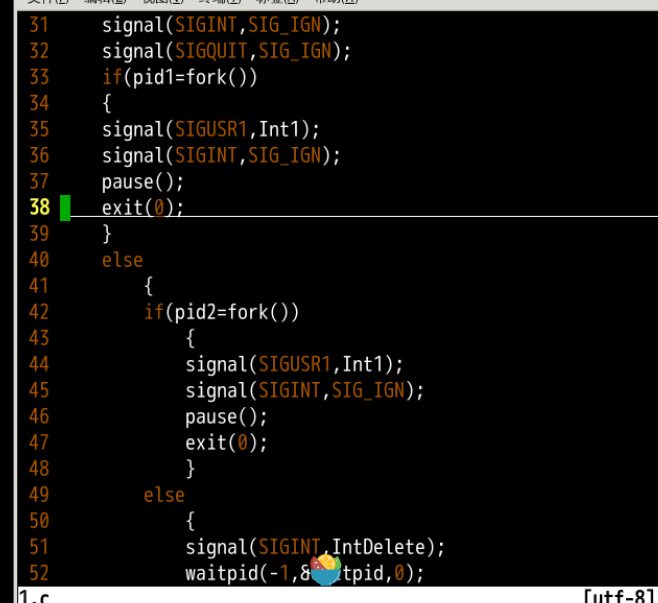 31 signal(SIGINT,SIG_IGN);
32 signal(SIGQUIT,SIG_IGN);
33 if(pid1=fork())
34 {
35 signal(SIGUSR1,Int1);
36 signal(SIGINT,SIG_IGN);
37 pause();
38 exit(0);
39 }
40 else
41 {
42 if(pid2=fork())
43 {
44 signal(SIGUSR1,Int1);
45 signal(SIGINT,SIG_IGN);
46 pause();
47 exit(0);
48 }
49 else
50 {
51 signal(SIGINT,IntDelete);
52 waitpid(-1,& tpid,0);
1.c [utf-8]